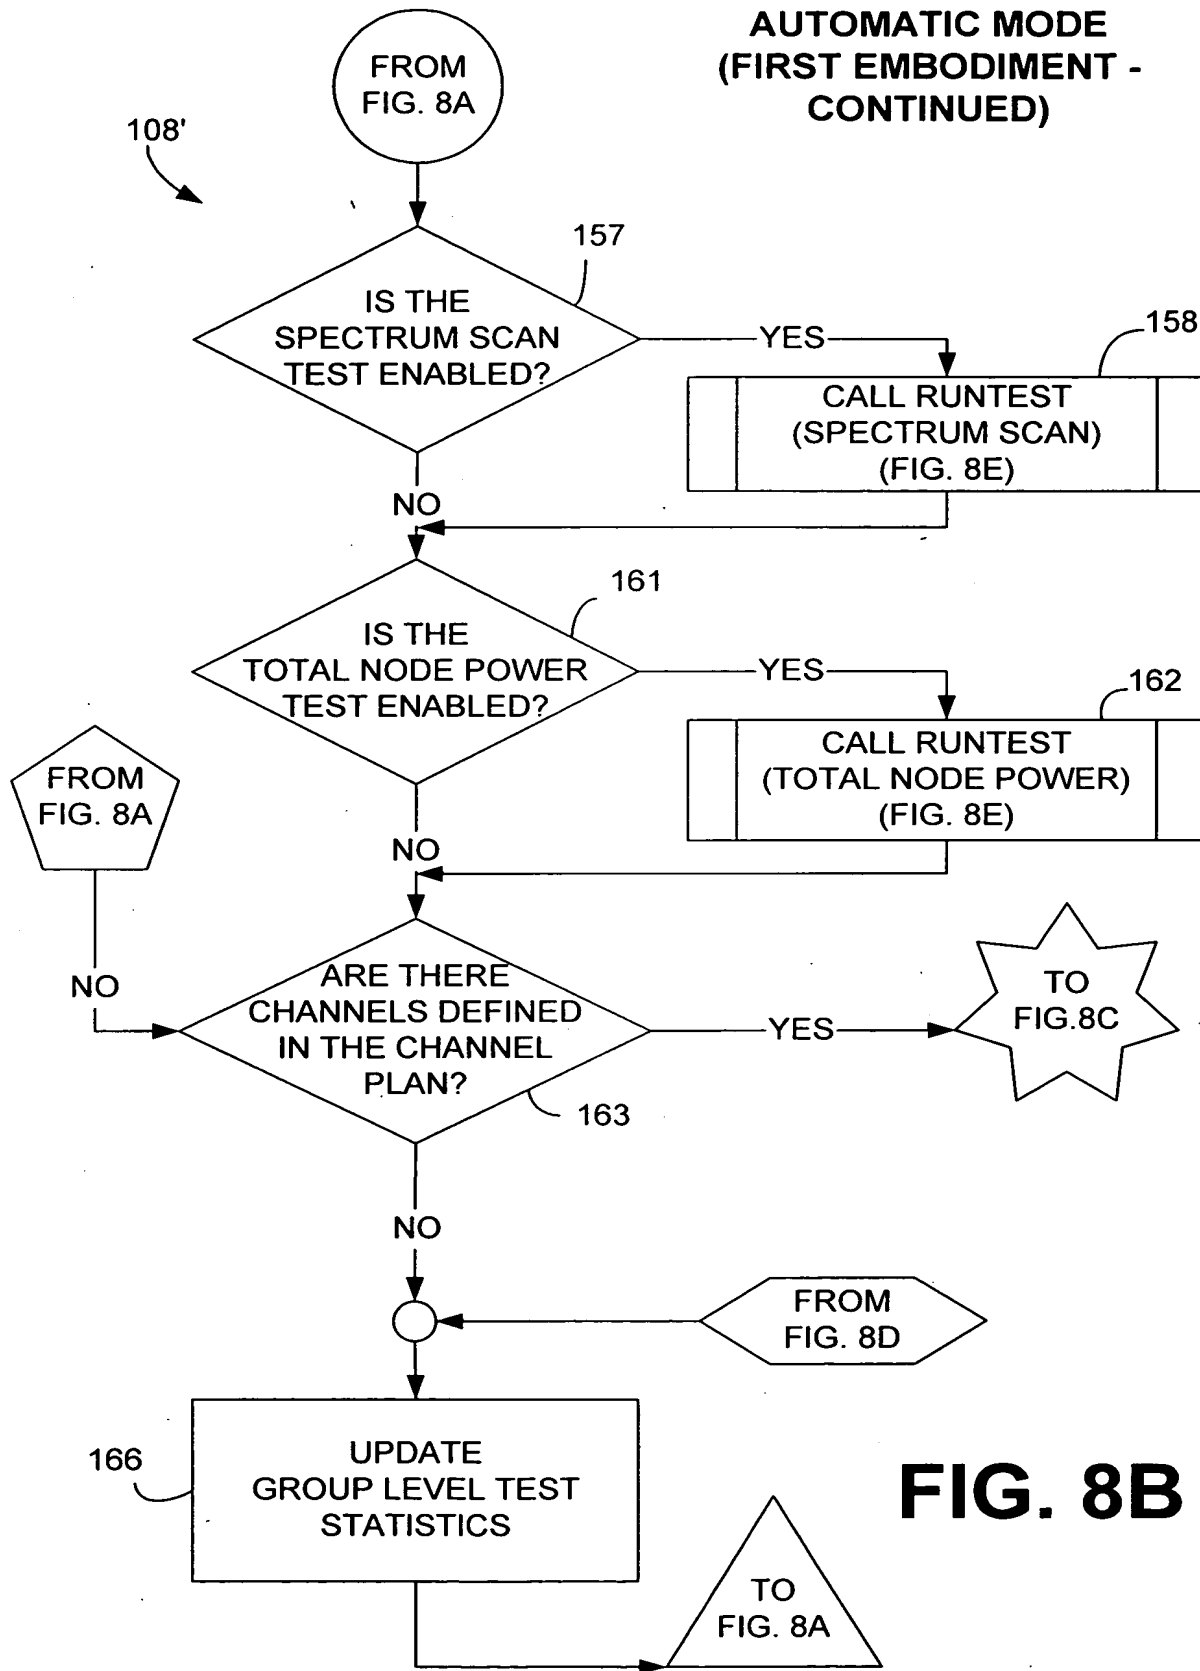 AUTOMATIC MODE
(FIRST EMBODIMENT -
CONTINUED)
FROM
FIG. 8A
108'
157
IS THE
SPECTRUM SCAN
TEST ENABLED?
YES
158
CALL RUNTEST
(SPECTRUM SCAN)
(FIG. 8E)
NO
161
IS THE
TOTAL NODE POWER
TEST ENABLED?
YES
162
CALL RUNTEST
(TOTAL NODE POWER)
(FIG. 8E)
FROM
FIG. 8A
NO
NO
ARE THERE
CHANNELS DEFINED
IN THE CHANNEL
PLAN?
YES
TO
FIG.8C
163
NO
FROM
FIG. 8D
166
UPDATE
GROUP LEVEL TEST
STATISTICS
FIG. 8B
TO
FIG. 8A